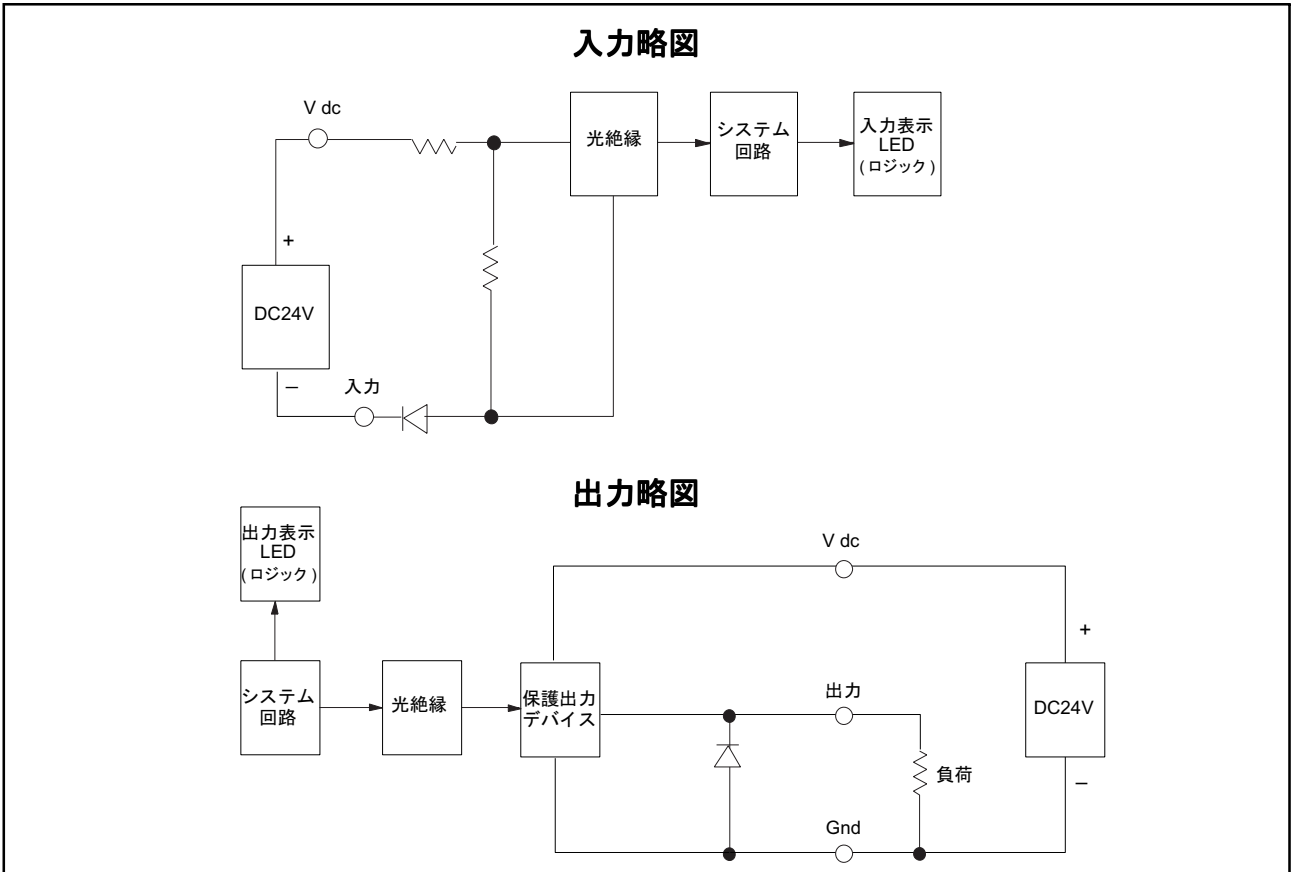 入力略図
V dc
光絶縁
システム
回路
入力表示
LED
(ロジック)
+
DC24V
–
入力
出力略図
出力表示
LED
(ロジック)
V dc
+
システム
回路
光絶縁
保護出力
デバイス
出力
DC24V
負荷
–
Gnd